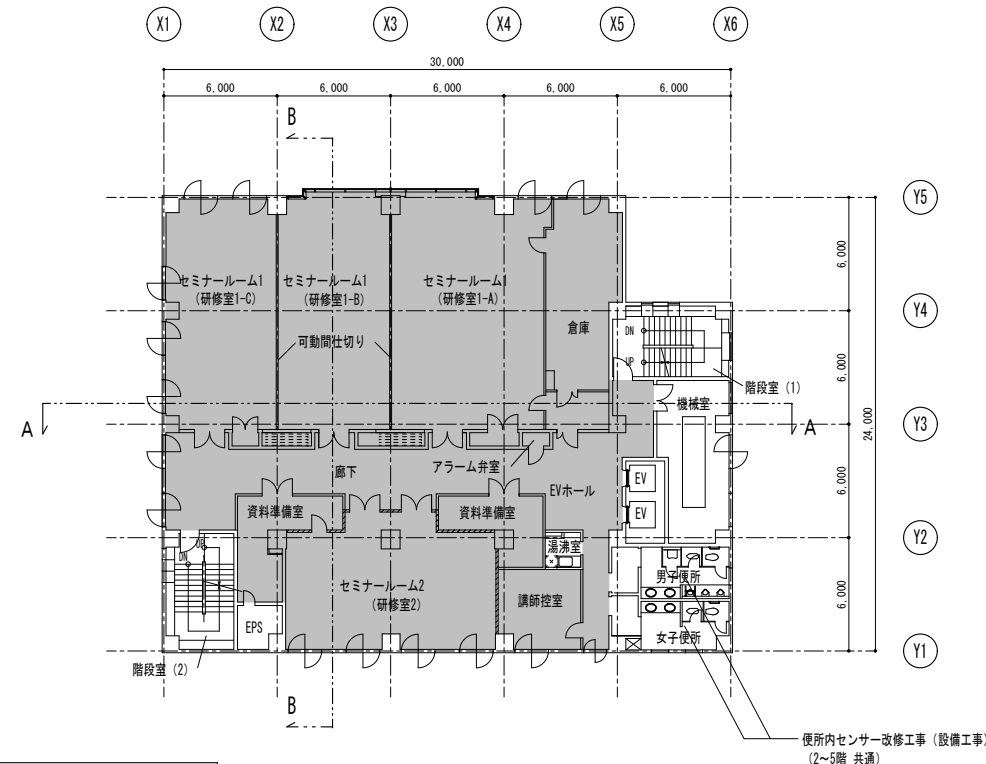 X1
X2
X3
X4
X5
X6
30,000
6,000
6,000
6,000
6,000
6,000
B
Y5
6,000
セミナールーム1
(研修室1-C)
セミナールーム1
(研修室1-B)
セミナールーム1
(研修室1-A)
Y4
倉庫
DN
UP
可動間仕切り
階段室 (1)
6,000
機械室
A
A
Y3
24,000
アラーム弁室
廊下
EVホール
EV
EV
資料準備室
資料準備室
6,000
Y2
湯沸室
UP
DN
男子便所
セミナールーム2
(研修室2)
講師控室
6,000
EPS
女子便所
Y1
階段室 (2)
B
便所内センサー改修工事(設備工事)
(2~5階 共通)